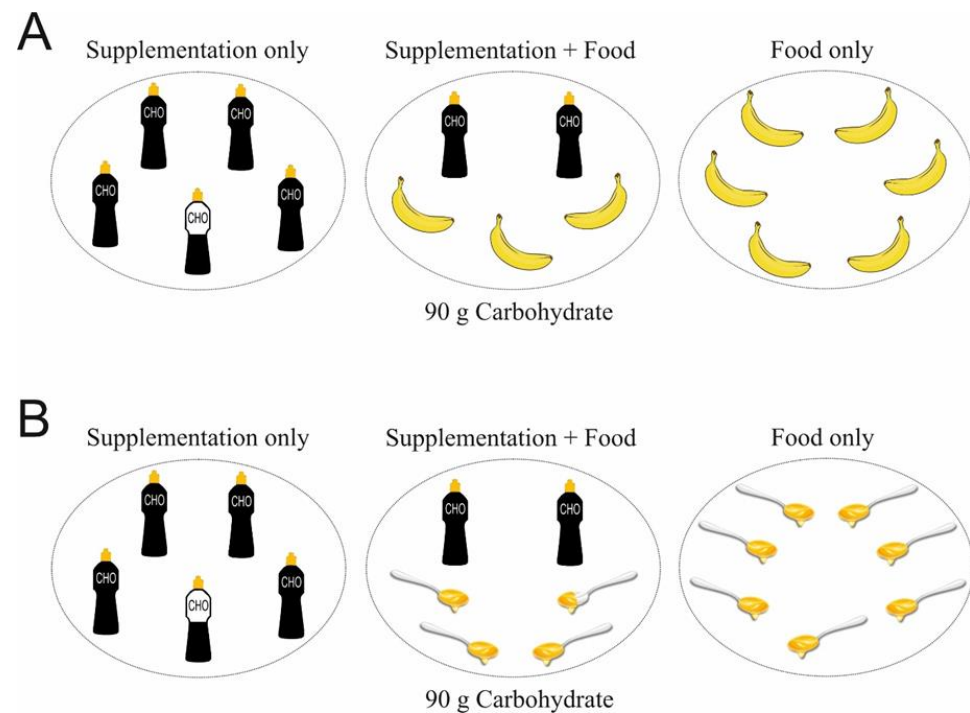 A
Supplementation only
Supplementation + Food
Food only
CHO
CHO
CHO
CHO
CHO
CHO
CHO
90 g Carbohydrate
B
Supplementation only
Supplementation + Food
Food only
CHO
CHO
CHO
CHO
CHO
CHO
CHO
90 g Carbohydrate